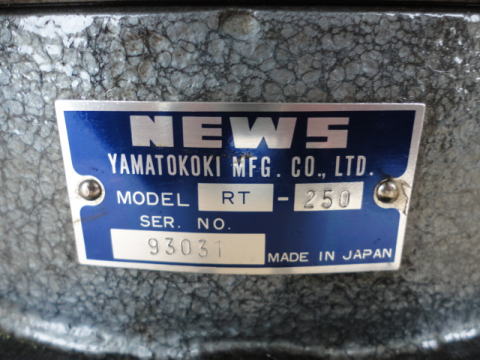 NEWS
YAMATOKOKI MFG. CO., LTD.
MODEL RT - 250
SER. NO.
93031
MADE IN JAPAN